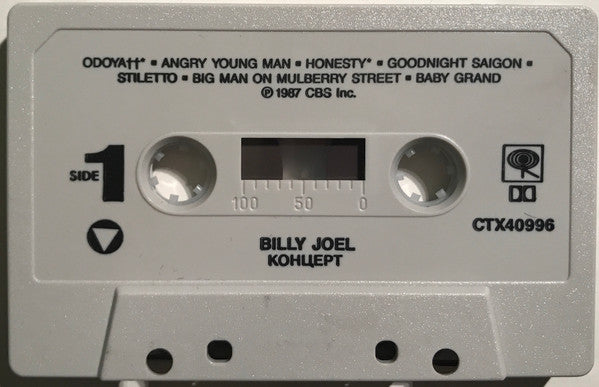 ODOYA††* ▪ ANGRY YOUNG MAN ▪ HONESTY* ▪ GOODNIGHT SAIGON ▪
STILETTO ▪ BIG MAN ON MULBERRY STREET ▪ BABY GRAND
℗ 1987 CBS Inc.
SIDE 1
100 50 0
CTX40996
BILLY JOEL
КОНЦЕРТ